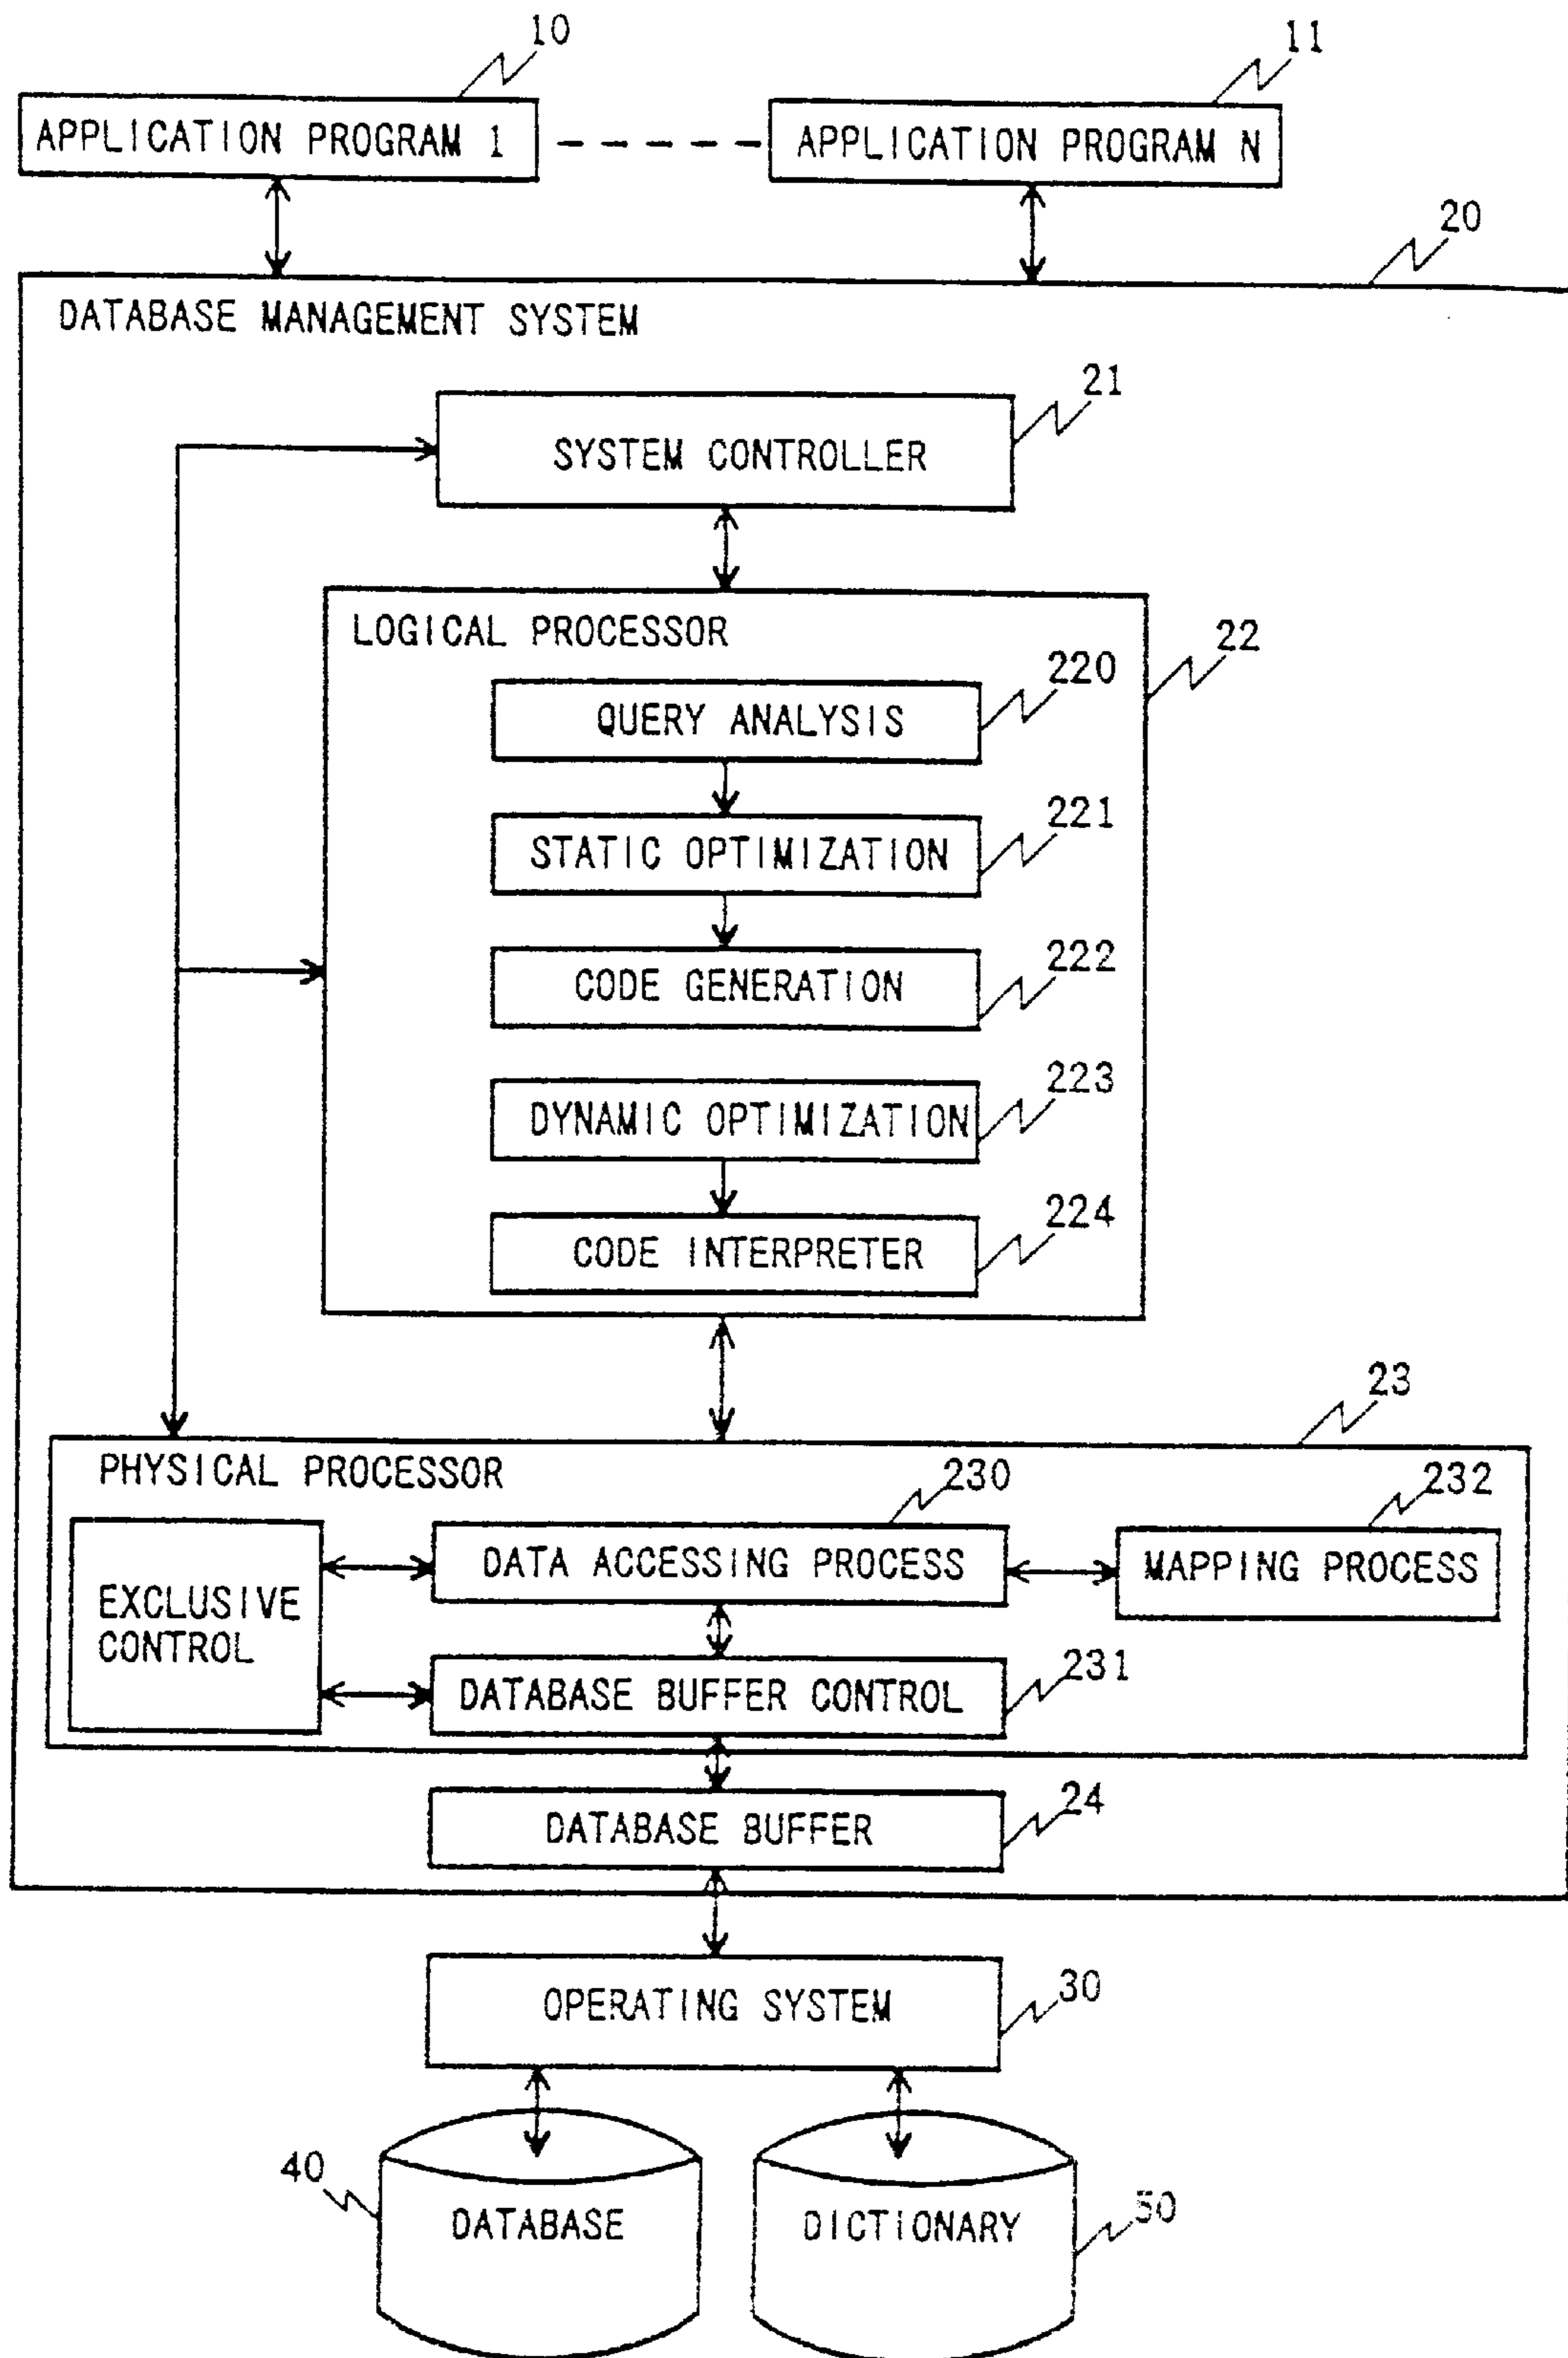 10
11
APPLICATION PROGRAM 1
APPLICATION PROGRAM N
20
DATABASE MANAGEMENT SYSTEM
21
SYSTEM CONTROLLER
LOGICAL PROCESSOR
22
220
QUERY ANALYSIS
221
STATIC OPTIMIZATION
222
CODE GENERATION
223
DYNAMIC OPTIMIZATION
224
CODE INTERPRETER
23
PHYSICAL PROCESSOR
230
232
DATA ACCESSING PROCESS
MAPPING PROCESS
EXCLUSIVE
CONTROL
231
DATABASE BUFFER CONTROL
24
DATABASE BUFFER
30
OPERATING SYSTEM
40
DATABASE
DICTIONARY
50